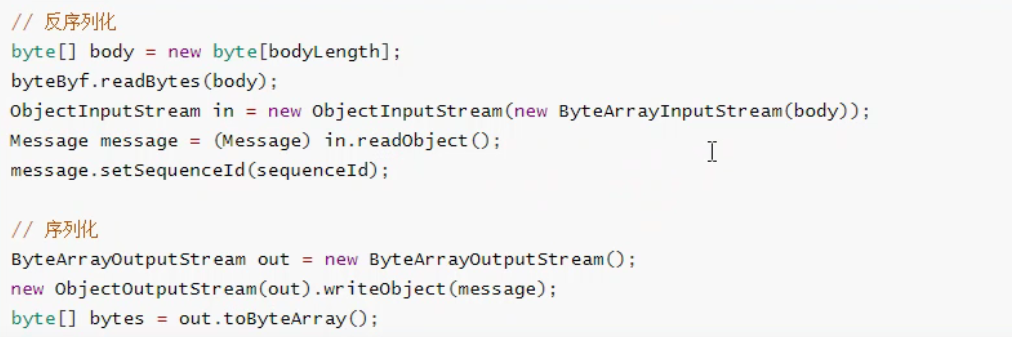 // 反序列化
byte[] body = new byte[bodyLength];
byteByf.readBytes(body);
ObjectInputStream in = new ObjectInputStream(new ByteArrayInputStream(body));
Message message = (Message) in.readObject();
message.setSequenceId(sequenceId);
// 序列化
ByteArrayOutputStream out = new ByteArrayOutputStream();
new ObjectOutputStream(out).writeObject(message);
byte[] bytes = out.toByteArray();